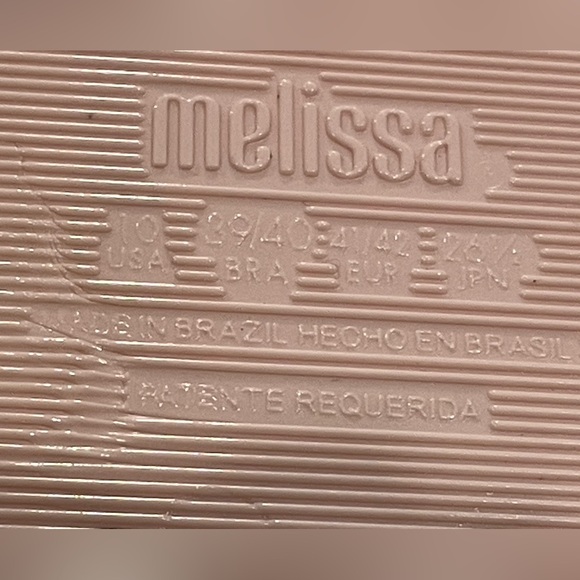 melissa
10 39/40 41/42 26½
USA BRA EUR JPN
MADE IN BRAZIL HECHO EN BRASIL
PATENTE REQUERIDA